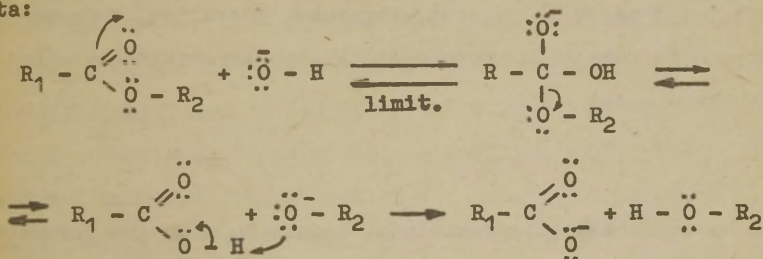 ta:
O O⁻
R₁ - C + O⁻ - H R - C - OH
O - R₂ limit. O - R₂
O O
R₁ - C + O⁻ - R₂ R₁ - C + H - O - R₂
O H O⁻